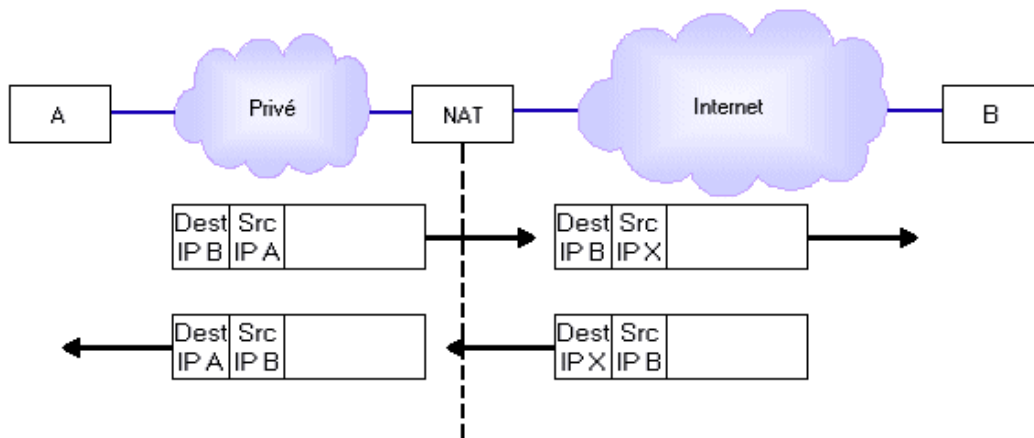 A
Privé
NAT
Internet
B
Dest Src
IP B IP A
Dest Src
IP B IP X
Dest Src
IP A IP B
Dest Src
IP X IP B